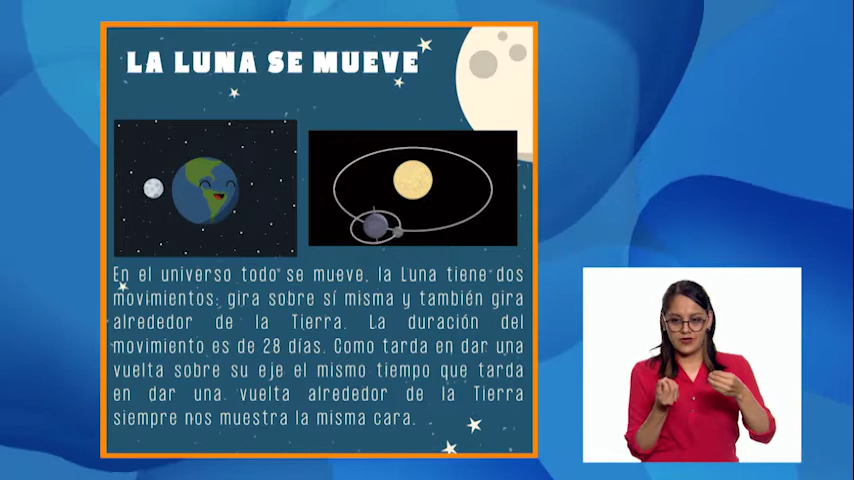 LA LUNA SE MUEVE
En el universo todo se mueve, la Luna tiene dos
movimientos: gira sobre sí misma y también gira
alrededor de la Tierra. La duración del
movimiento es de 28 días. Como tarda en dar una
vuelta sobre su eje el mismo tiempo que tarda
en dar una vuelta alrededor de la Tierra
siempre nos muestra la misma cara.